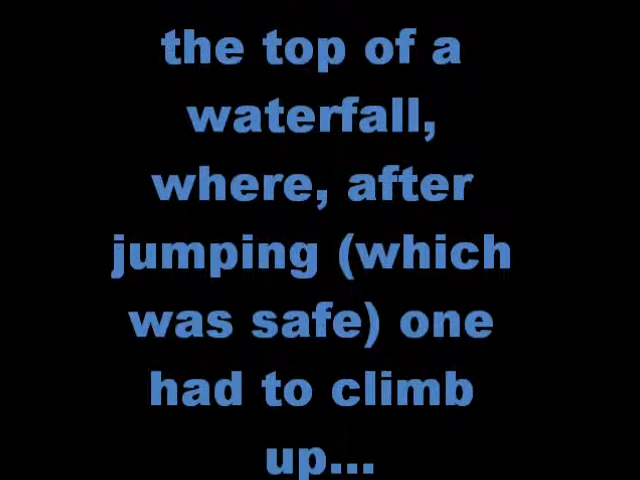 the top of a
waterfall,
where, after
jumping (which
was safe) one
had to climb
up...